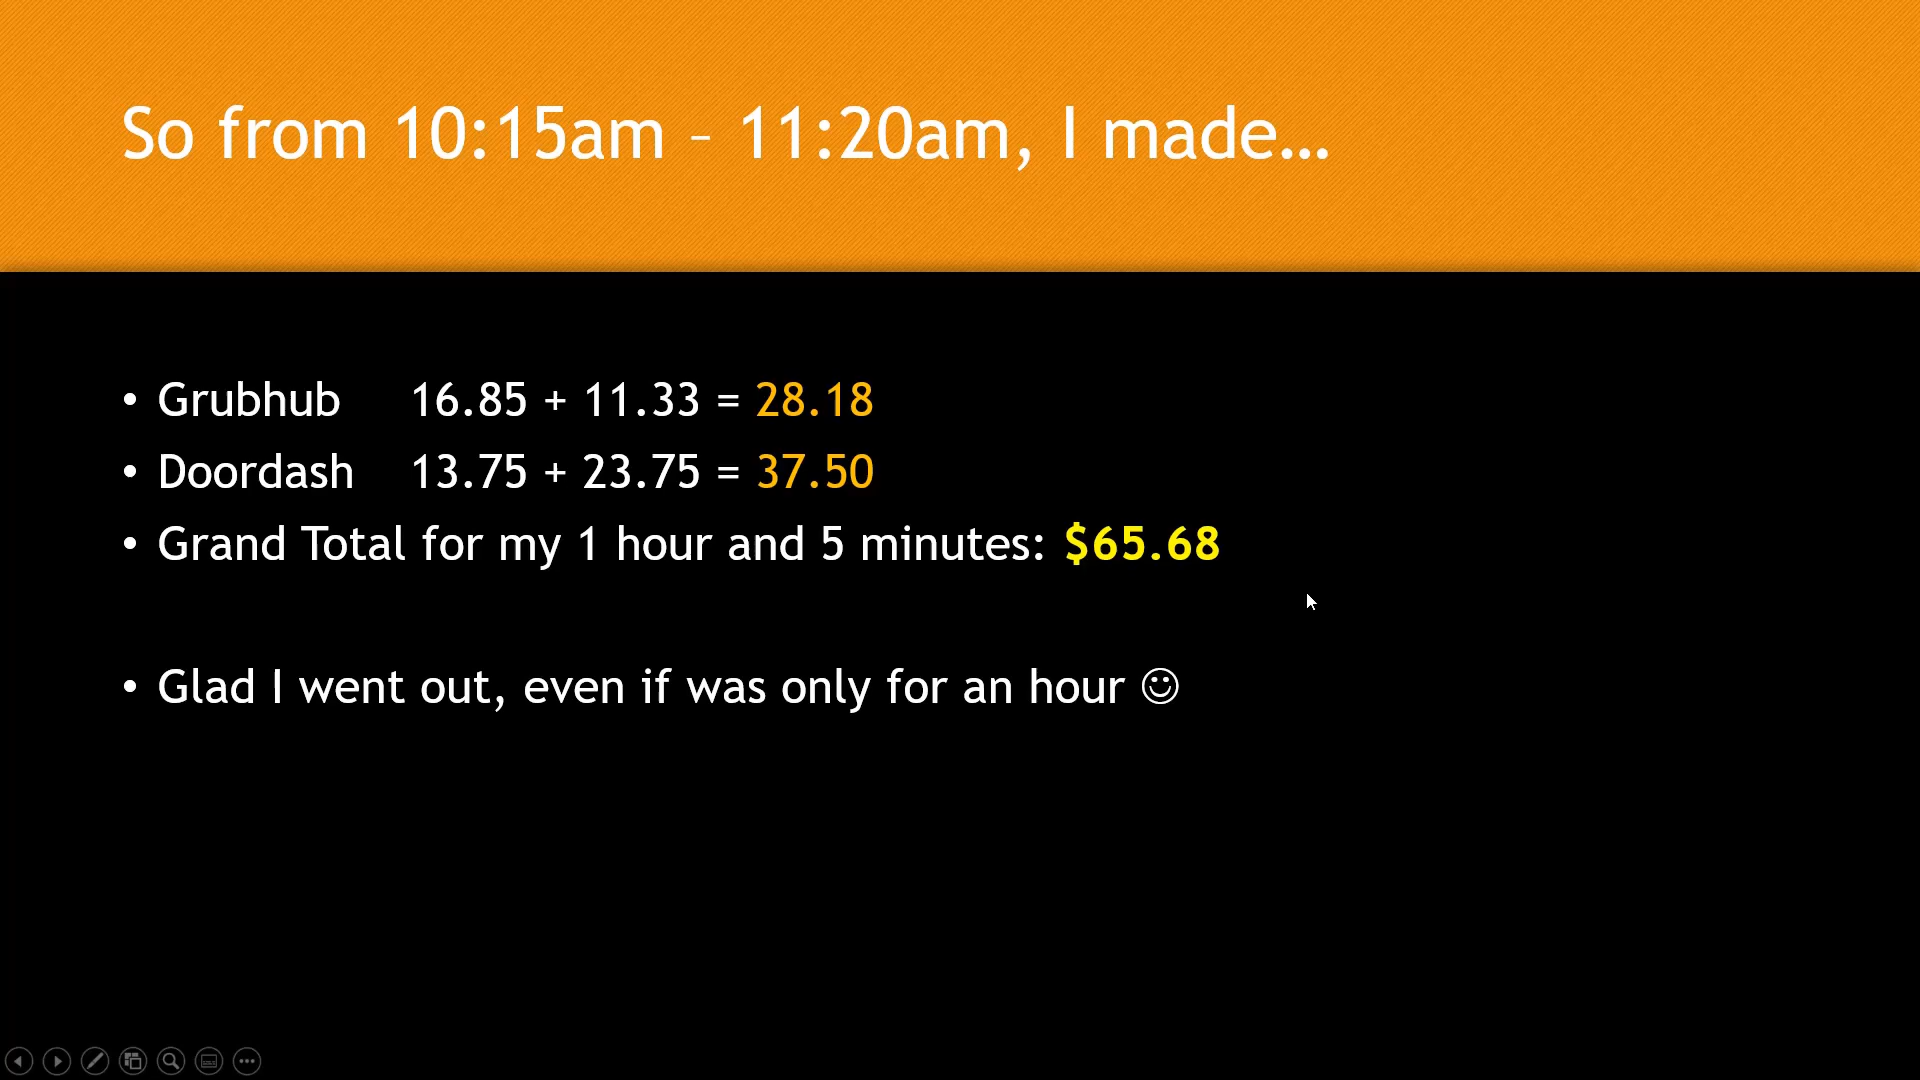 So from 10:15am – 11:20am, I made…
• Grubhub 16.85 + 11.33 = 28.18
• Doordash 13.75 + 23.75 = 37.50
• Grand Total for my 1 hour and 5 minutes: $65.68
• Glad I went out, even if was only for an hour ☺